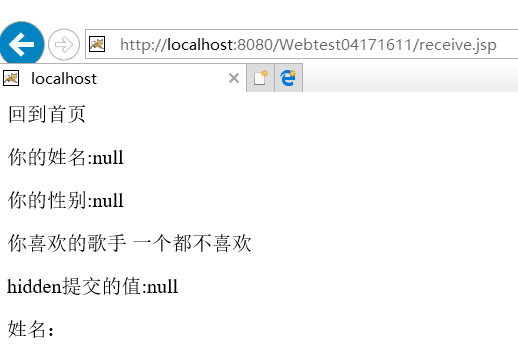 http://localhost:8080/Webtest04171611/receive.jsp
localhost
回到首页
你的姓名:null
你的性别:null
你喜欢的歌手 一个都不喜欢
hidden提交的值:null
姓名：